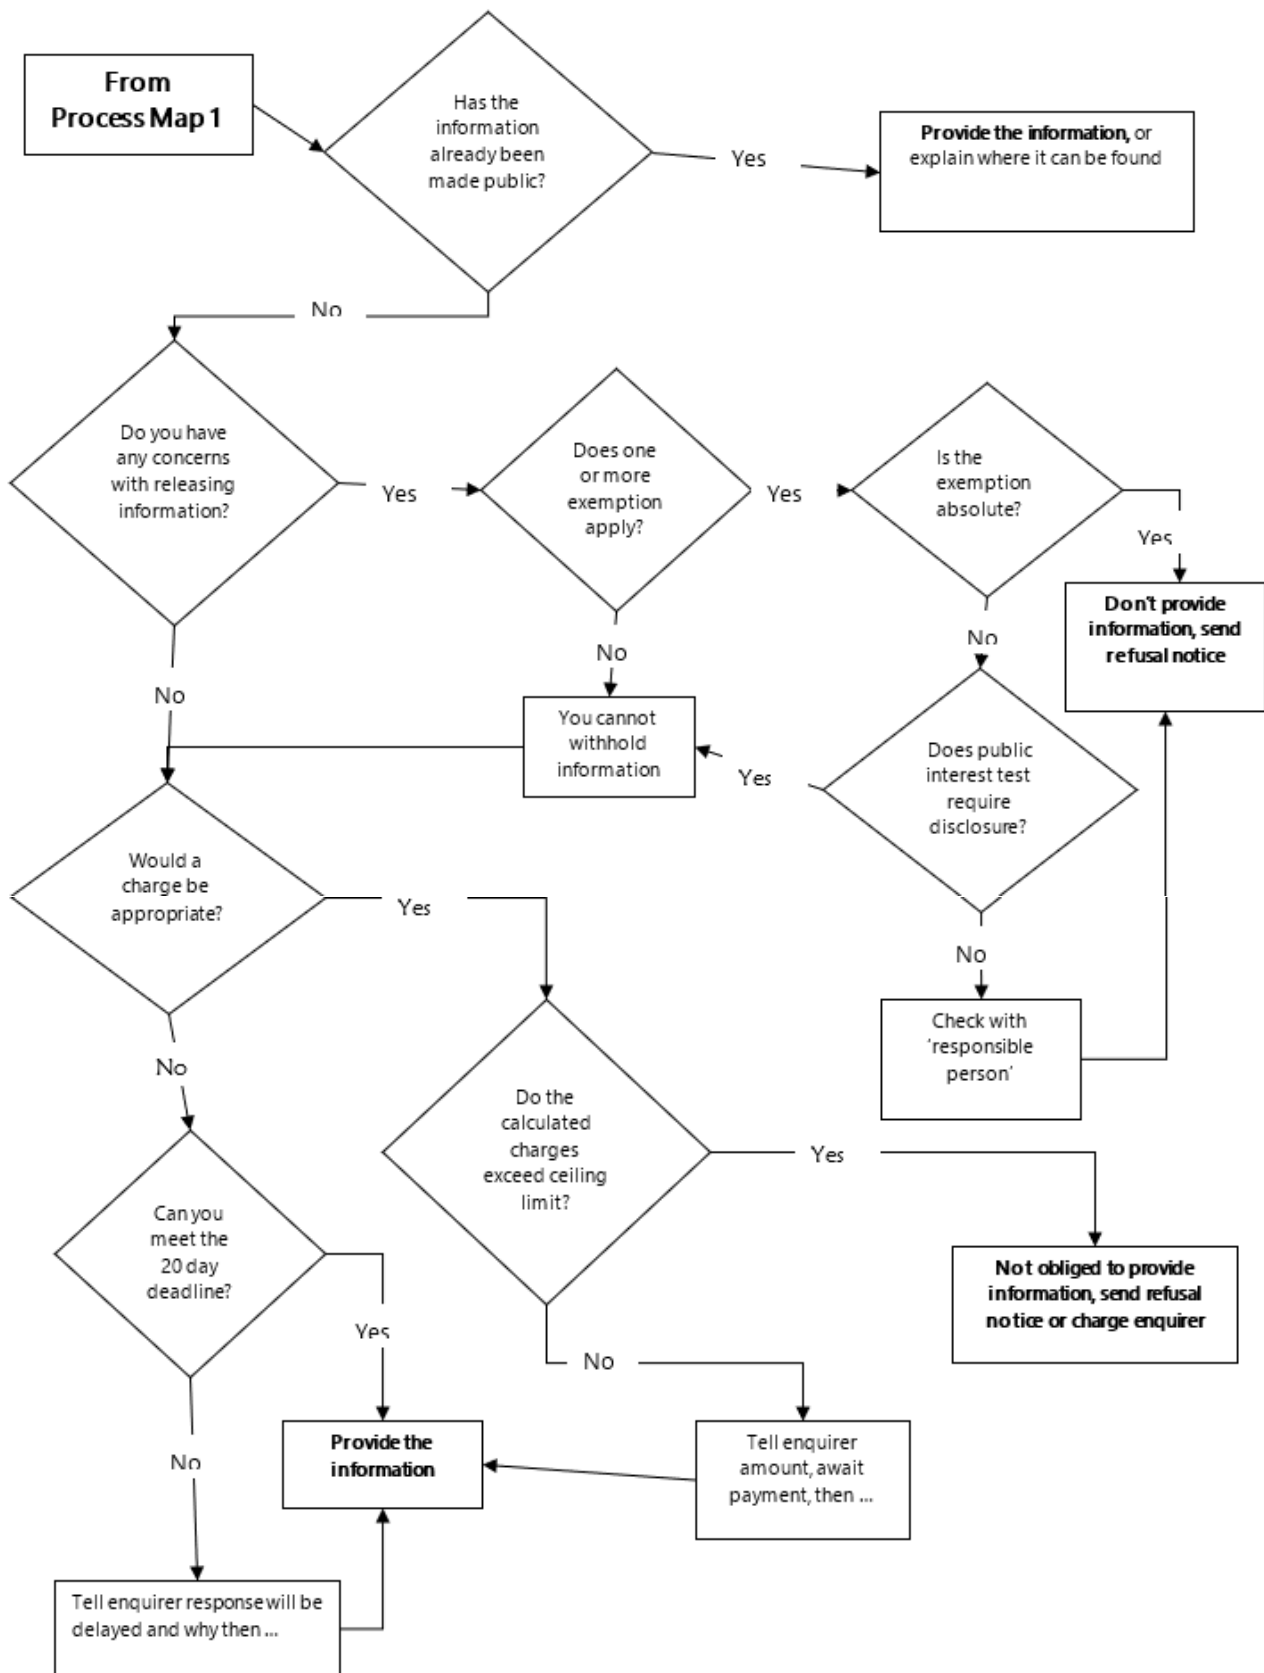 From
Process Map 1
Has the
information
already been
made public?
Yes
Provide the information, or
explain where it can be found
No
Do you have
any concerns
with releasing
information?
Yes
Does one
or more
exemption
apply?
Yes
Is the
exemption
absolute?
Yes
Don't provide
information, send
refusal notice
No
No
No
You cannot
withhold
information
Yes
Does public
interest test
require
disclosure?
Would a
charge be
appropriate?
Yes
No
Check with
‘responsible
person’
No
Do the
calculated
charges
exceed ceiling
limit?
Yes
Can you
meet the
20 day
deadline?
Not obliged to provide
information, send refusal
notice or charge enquirer
Yes
No
No
Provide the
information
Tell enquirer
amount, await
payment, then ...
Tell enquirer response will be
delayed and why then ...